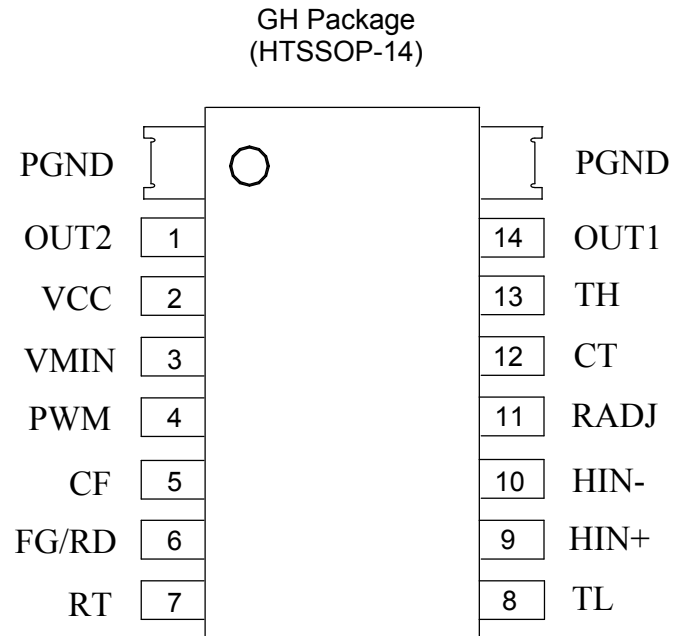 GH Package
(HTSSOP-14)
PGND PGND
OUT2 1 14 OUT1
VCC 2 13 TH
VMIN 3 12 CT
PWM 4 11 RADJ
CF 5 10 HIN-
FG/RD 6 9 HIN+
RT 7 8 TL